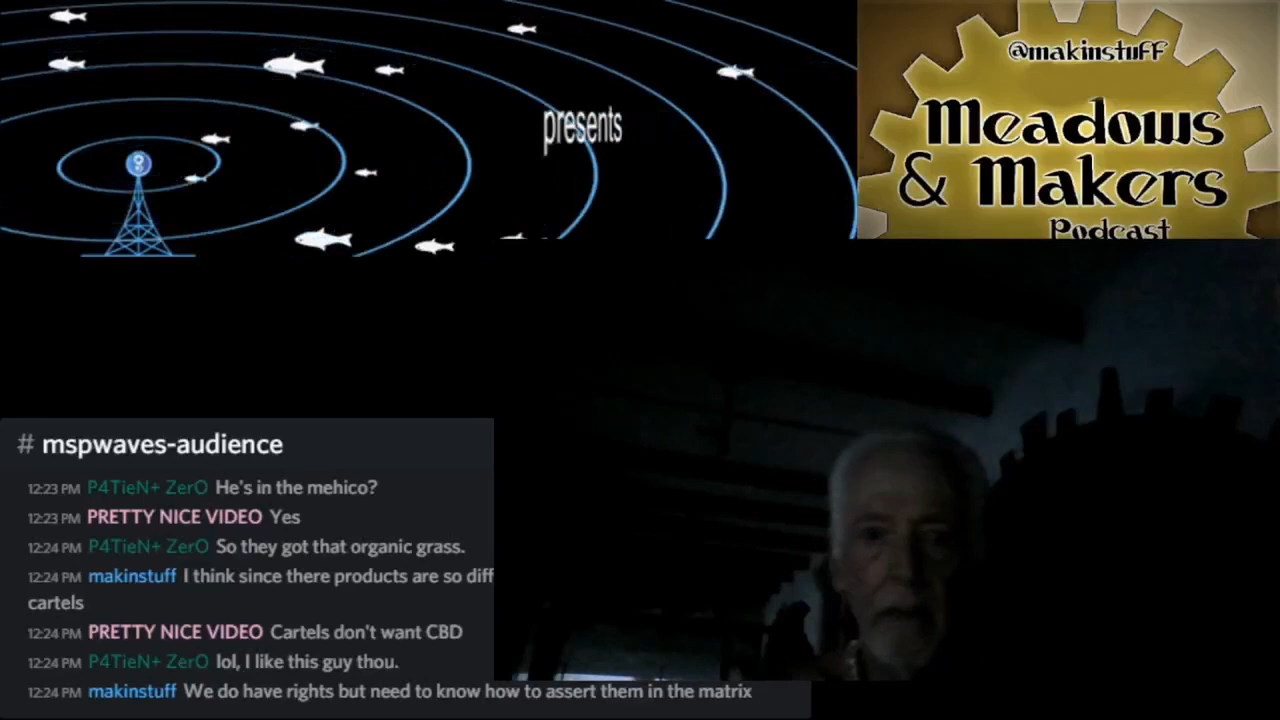 presents
@makinstuff
Meadows
& Makers
Podcast
# mspwaves-audience
12:23 PM P4TieN+ ZerO He's in the mehico?
12:23 PM PRETTY NICE VIDEO Yes
12:24 PM P4TieN+ ZerO So they got that organic grass.
12:24 PM makinstuff I think since there products are so diff
cartels
12:24 PM PRETTY NICE VIDEO Cartels don't want CBD
12:24 PM P4TieN+ ZerO lol, I like this guy thou.
12:24 PM makinstuff We do have rights but need to know how to assert them in the matrix